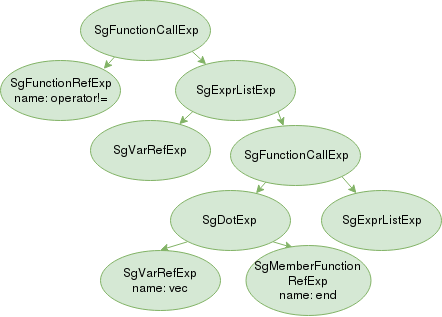 SgFunctionCallExp
SgFunctionRefExp
name: operator!=
SgExprListExp
SgVarRefExp
SgFunctionCallExp
SgDotExp
SgExprListExp
SgVarRefExp
name: vec
SgMemberFunction
RefExp
name: end